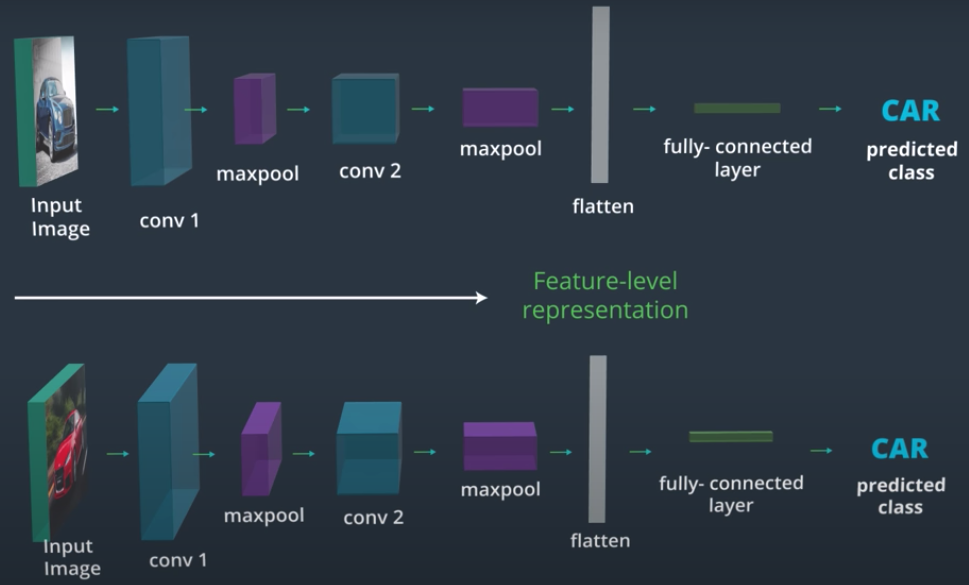 Input
Image
conv 1
maxpool
conv 2
maxpool
flatten
fully- connected
layer
CAR
predicted
class
Feature-level
representation
Input
Image
conv 1
maxpool
conv 2
maxpool
flatten
fully- connected
layer
CAR
predicted
class